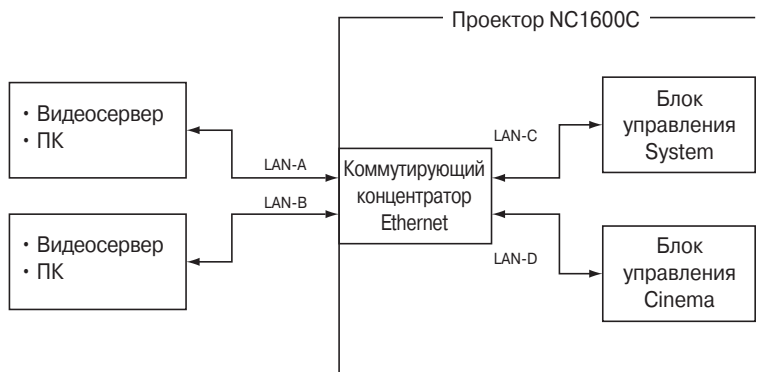 Проектор NC1600C
・Видеосервер
・ПК
LAN-A
LAN-B
・Видеосервер
・ПК
Коммутирующий
концентратор
Ethernet
LAN-C
LAN-D
Блок
управления
System
Блок
управления
Cinema